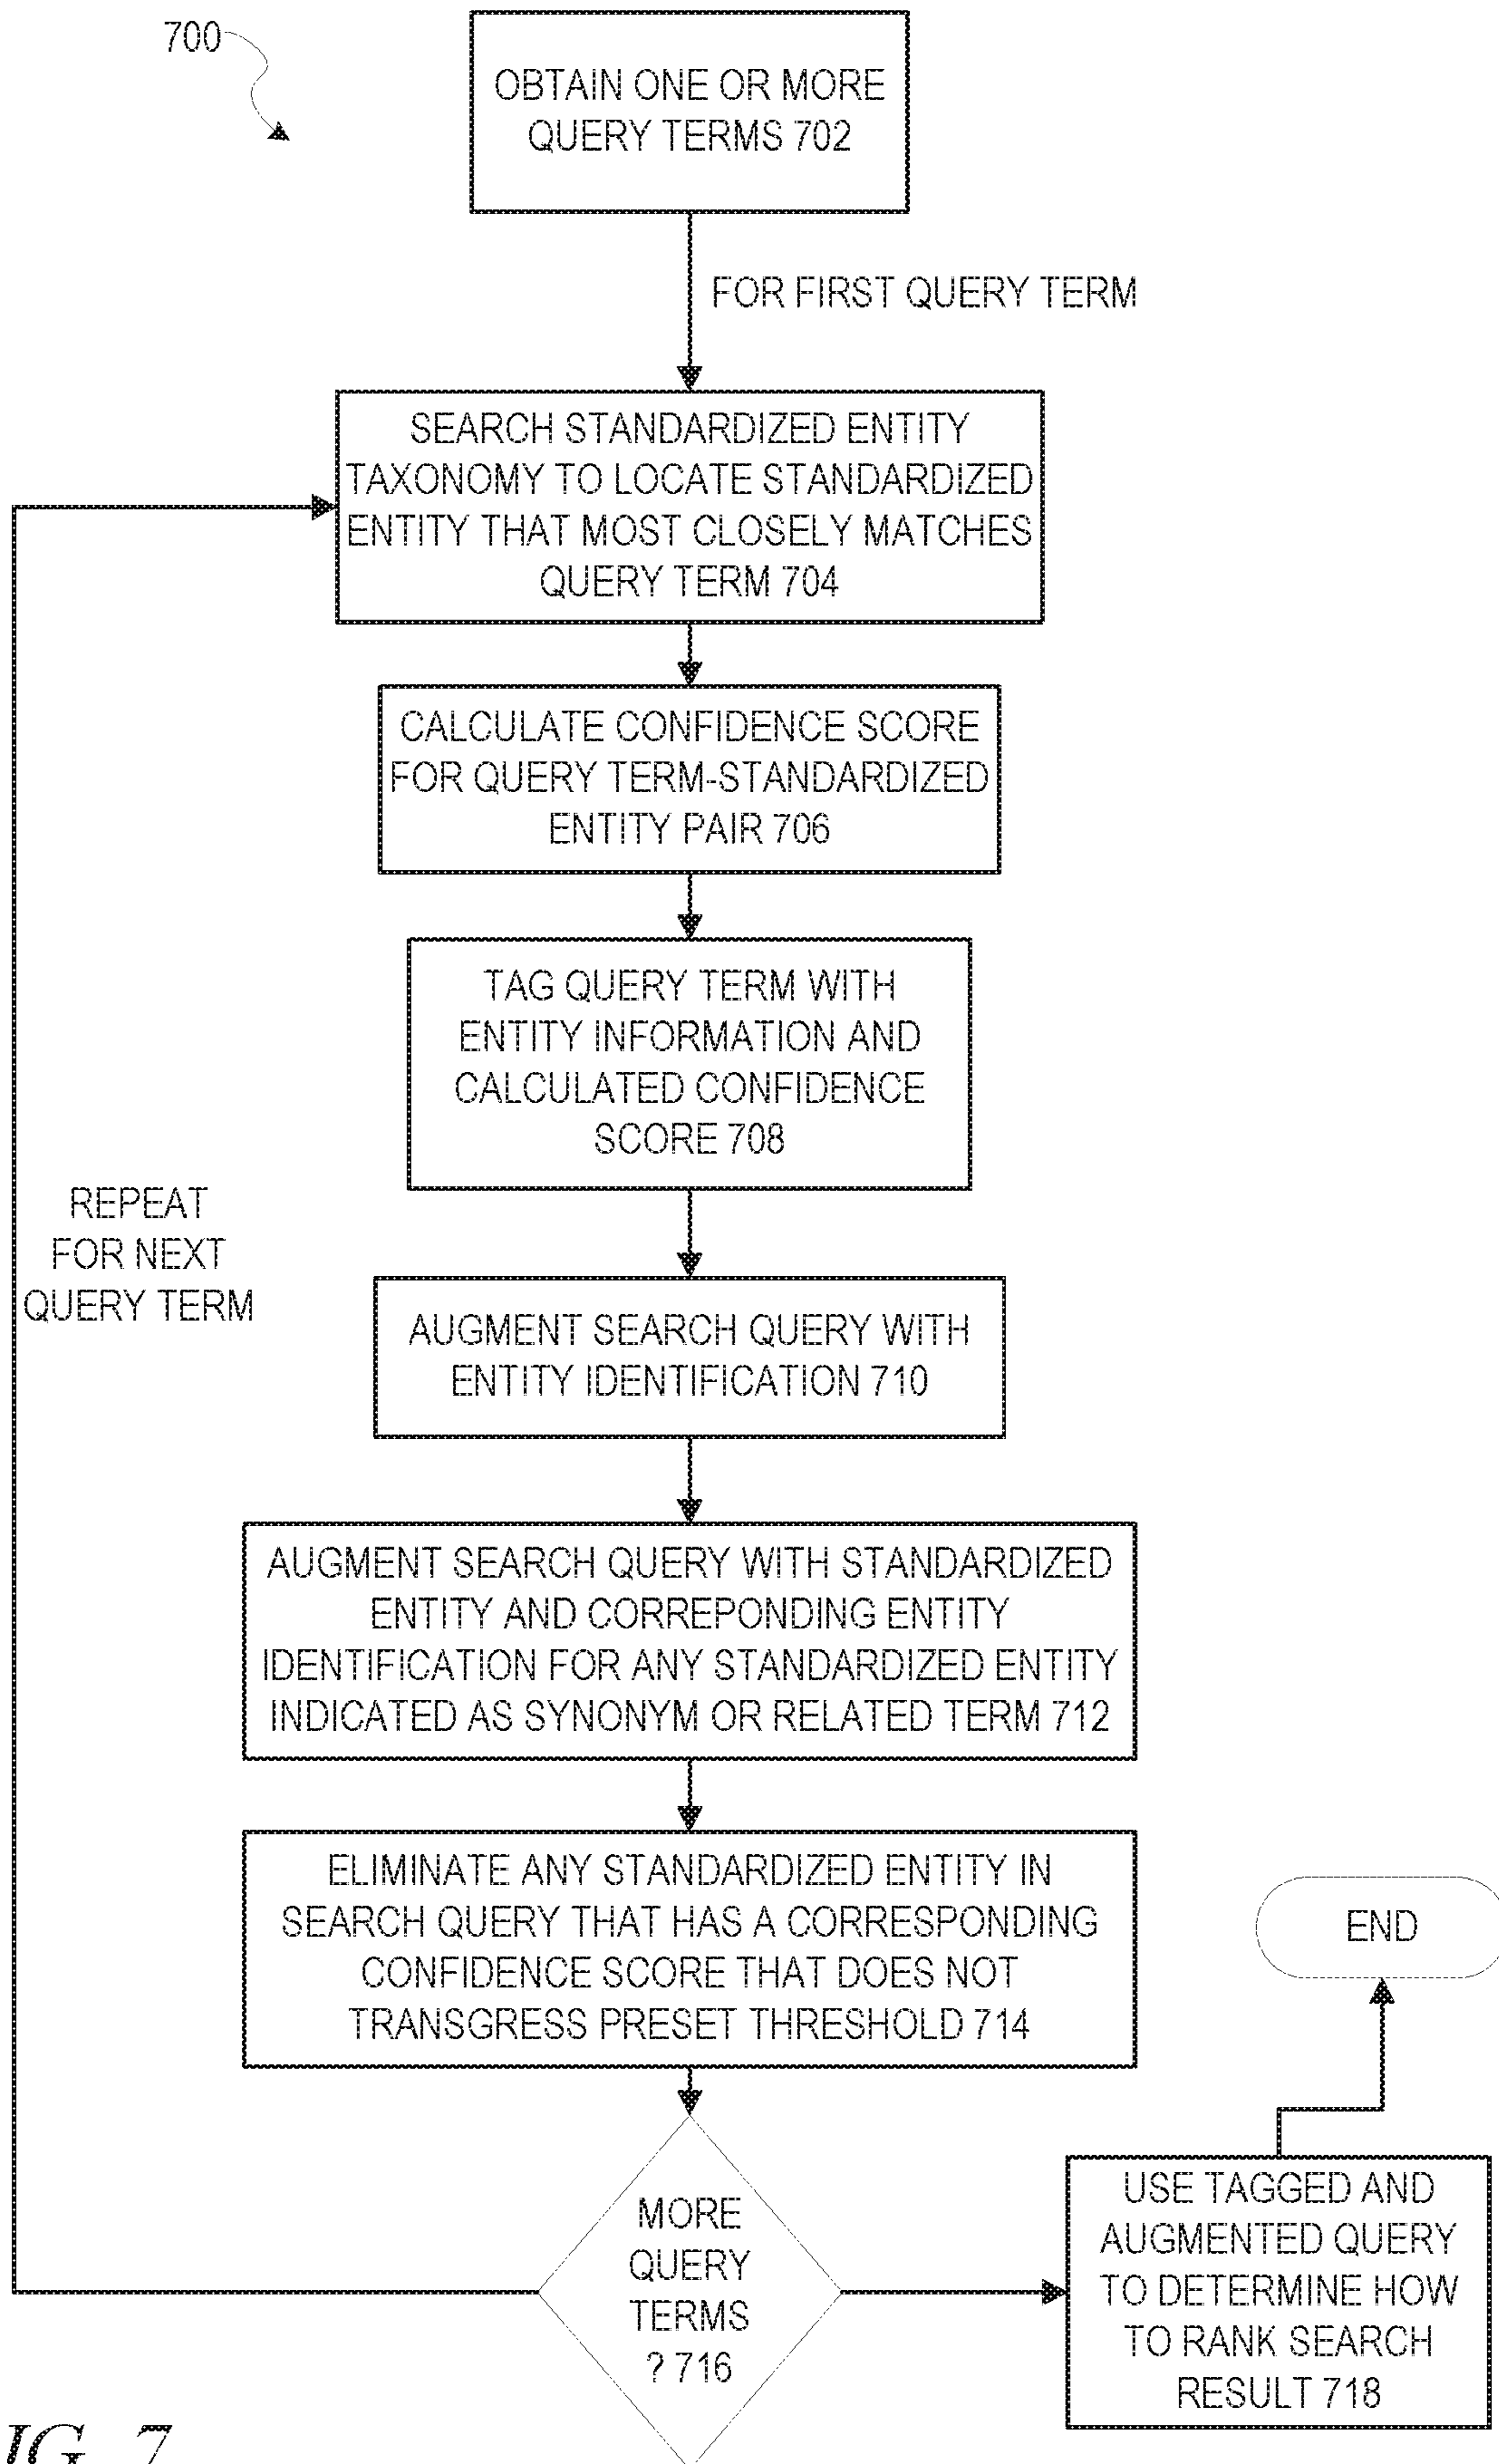 700
OBTAIN ONE OR MORE
QUERY TERMS 702
FOR FIRST QUERY TERM
SEARCH STANDARDIZED ENTITY
TAXONOMY TO LOCATE STANDARDIZED
ENTITY THAT MOST CLOSELY MATCHES
QUERY TERM 704
CALCULATE CONFIDENCE SCORE
FOR QUERY TERM-STANDARDIZED
ENTITY PAIR 706
TAG QUERY TERM WITH
ENTITY INFORMATION AND
CALCULATED CONFIDENCE
SCORE 708
REPEAT
FOR NEXT
QUERY TERM
AUGMENT SEARCH QUERY WITH
ENTITY IDENTIFICATION 710
AUGMENT SEARCH QUERY WITH STANDARDIZED
ENTITY AND CORREPONDING ENTITY
IDENTIFICATION FOR ANY STANDARDIZED ENTITY
INDICATED AS SYNONYM OR RELATED TERM 712
ELIMINATE ANY STANDARDIZED ENTITY IN
SEARCH QUERY THAT HAS A CORRESPONDING
CONFIDENCE SCORE THAT DOES NOT
TRANSGRESS PRESET THRESHOLD 714
END
MORE
QUERY
TERMS
? 716
USE TAGGED AND
AUGMENTED QUERY
TO DETERMINE HOW
TO RANK SEARCH
RESULT 718
IG. 7